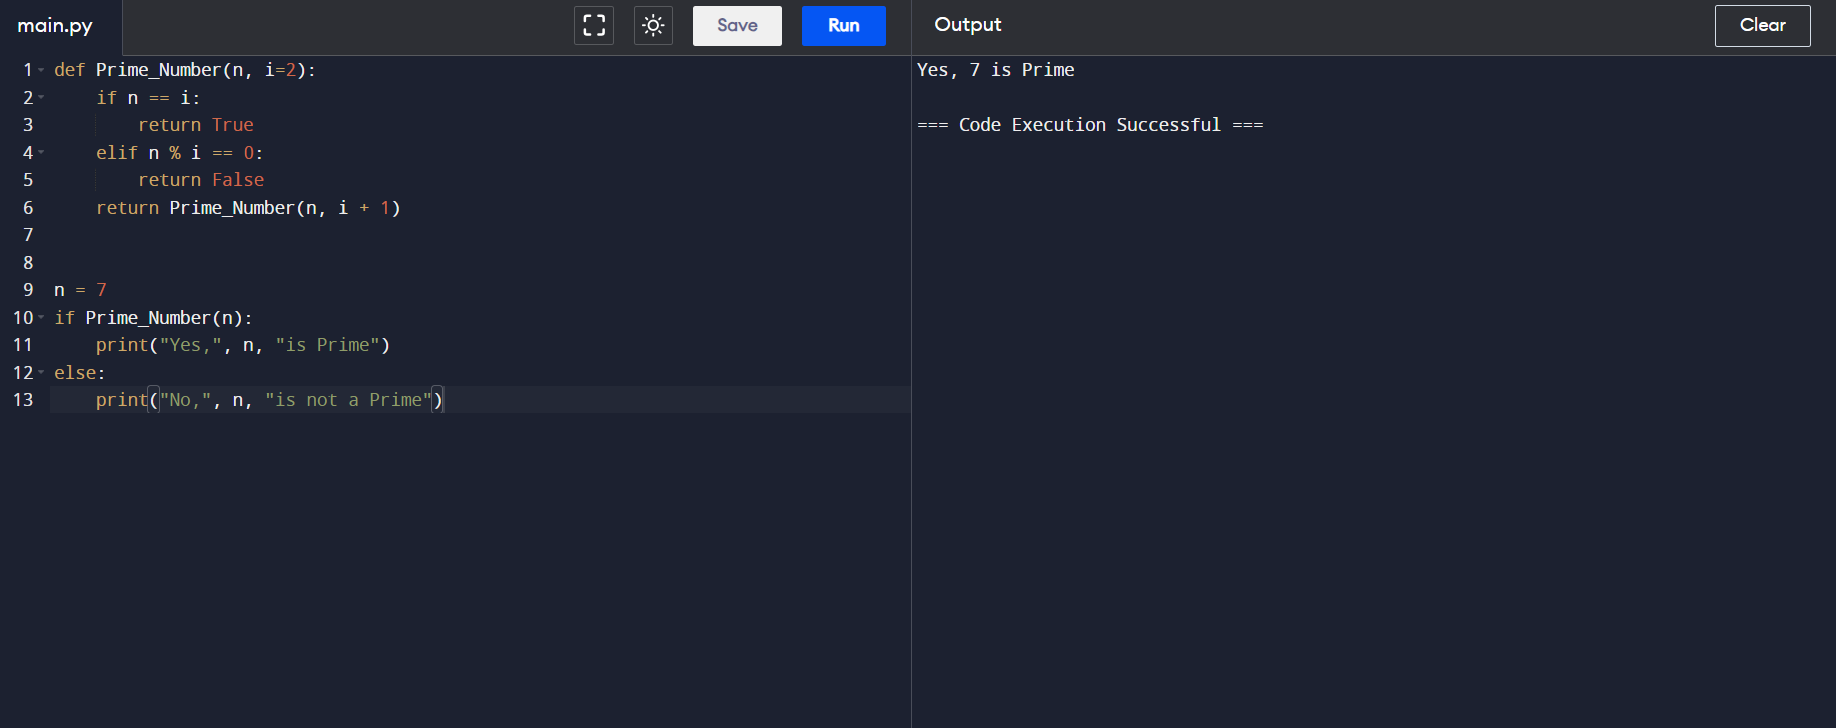 main.py
Save
Run
Output
Clear
1 def Prime_Number(n, i=2):
2     if n == i:
3         return True
4     elif n % i == 0:
5         return False
6     return Prime_Number(n, i + 1)
7
8
9 n = 7
10 if Prime_Number(n):
11     print("Yes,", n, "is Prime")
12 else:
13     print("No,", n, "is not a Prime")
Yes, 7 is Prime
=== Code Execution Successful ===